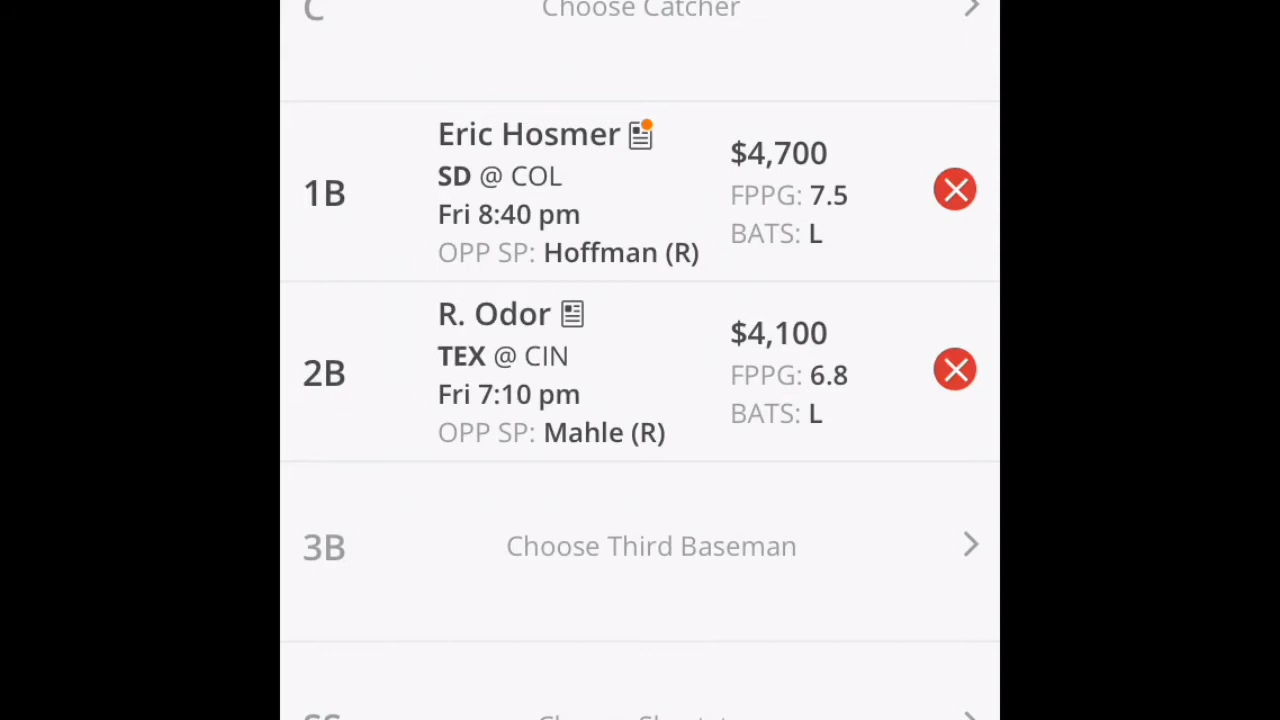 C Choose Catcher
Eric Hosmer
1B
SD @ COL
Fri 8:40 pm
OPP SP: Hoffman (R)
$4,700
FPPG: 7.5
BATS: L
R. Odor
2B
TEX @ CIN
Fri 7:10 pm
OPP SP: Mahle (R)
$4,100
FPPG: 6.8
BATS: L
3B Choose Third Baseman